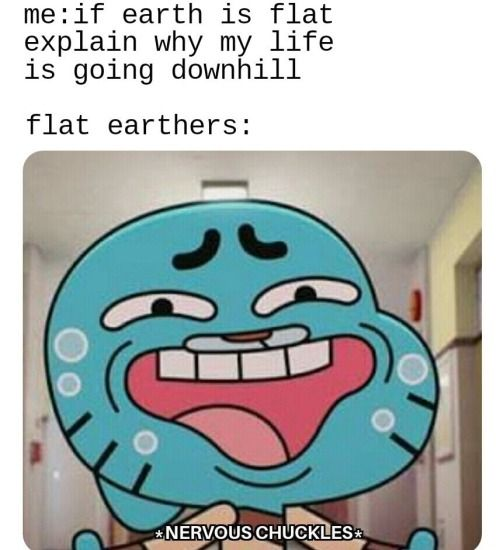 me:if earth is flat
explain why my life
is going downhill
flat earthers:
*NERVOUS CHUCKLES*